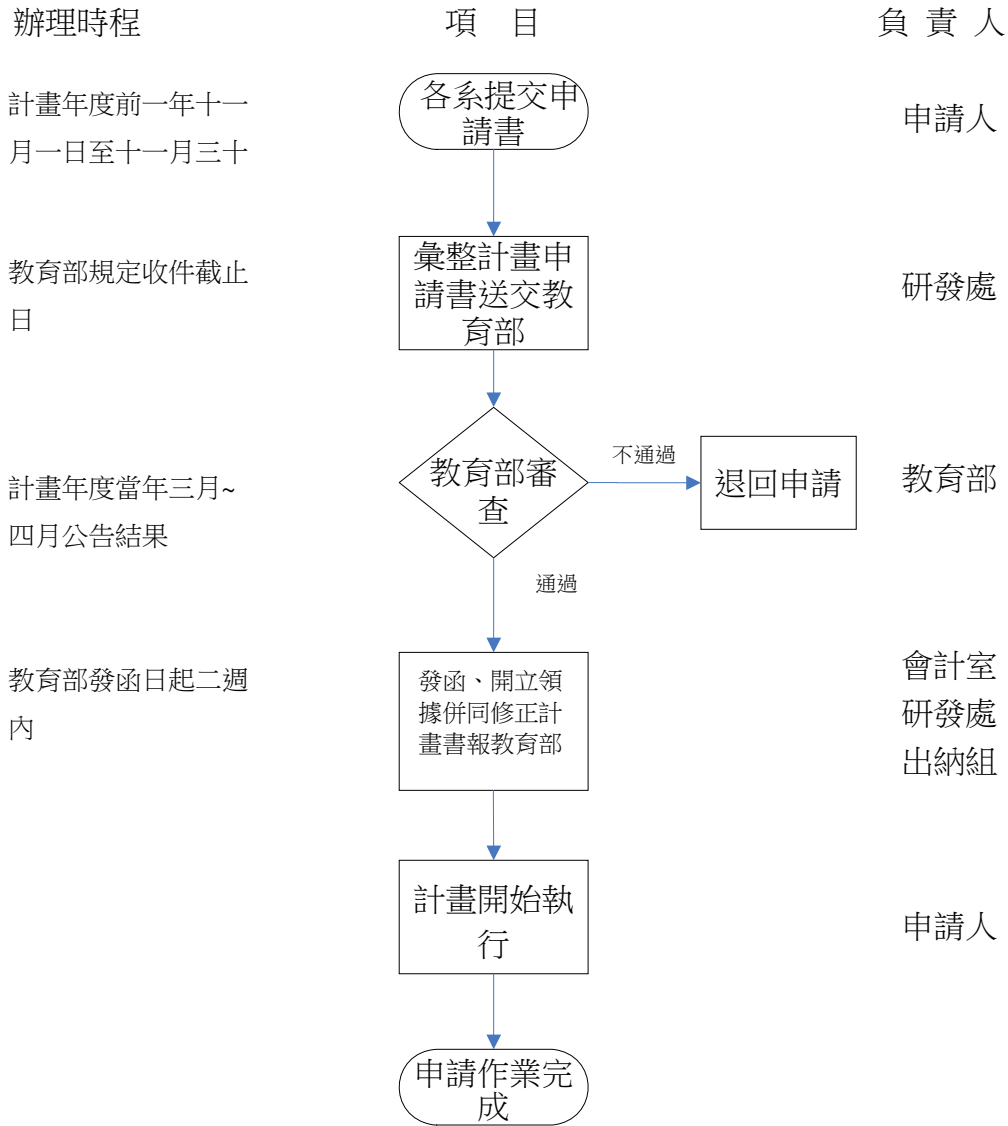 辦理時程
項 目
負 責 人
計畫年度前一年十一
月一日至十一月三十
各系提交申
請書
申請人
教育部規定收件截止
日
彙整計畫申
請書送交教
育部
研發處
計畫年度當年三月~
四月公告結果
教育部審
查
不通過
退回申請
教育部
通過
教育部發函日起二週
內
發函、開立領
據併同修正計
畫書報教育部
會計室
研發處
出納組
計畫開始執
行
申請人
申請作業完
成